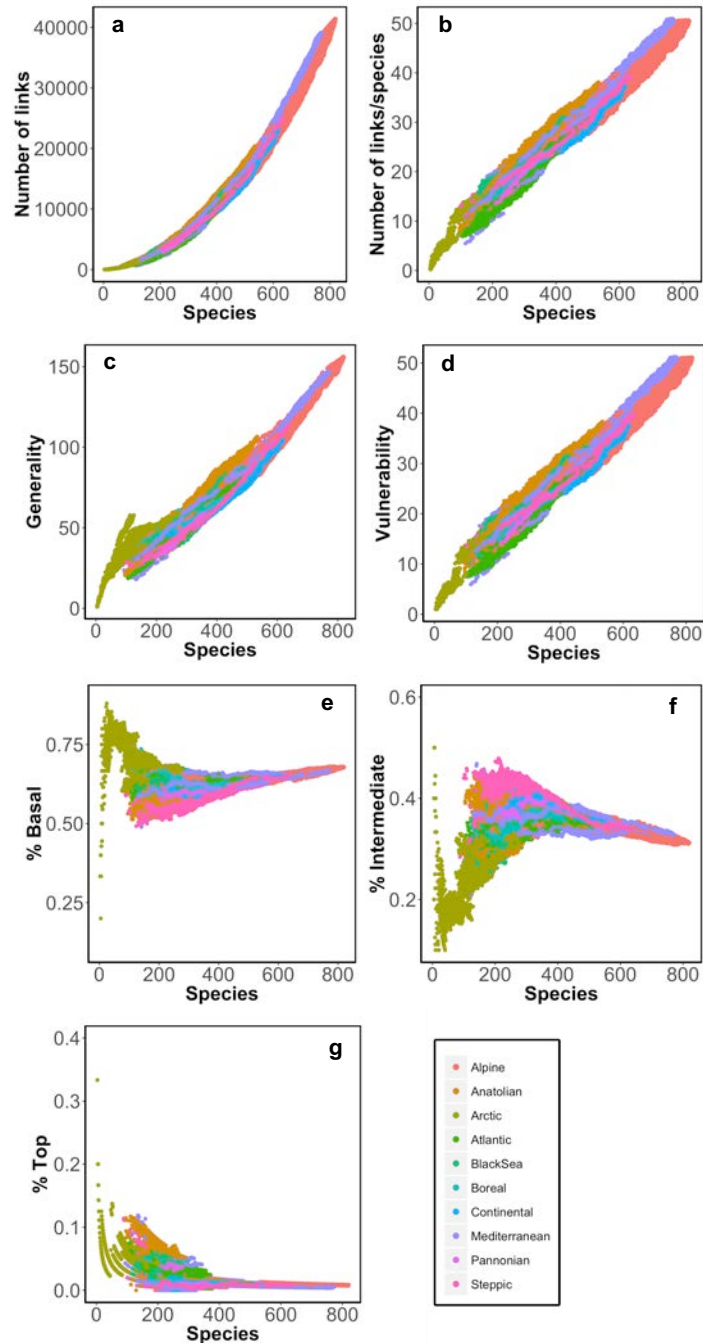 a
Number of links
40000
30000
20000
10000
0
0 200 400 600 800
Species
b
Number of links/species
50
40
30
20
10
0
0 200 400 600 800
Species
c
Generality
150
100
50
0
0 200 400 600 800
Species
d
Vulnerability
50
40
30
20
10
0
0 200 400 600 800
Species
e
% Basal
0.75
0.50
0.25
0 200 400 600 800
Species
f
% Intermediate
0.6
0.4
0.2
0 200 400 600 800
Species
g
% Top
0.4
0.3
0.2
0.1
0.0
0 200 400 600 800
Species
Alpine
Anatolian
Arctic
Atlantic
BlackSea
Boreal
Continental
Mediterranean
Pannonian
Steppic